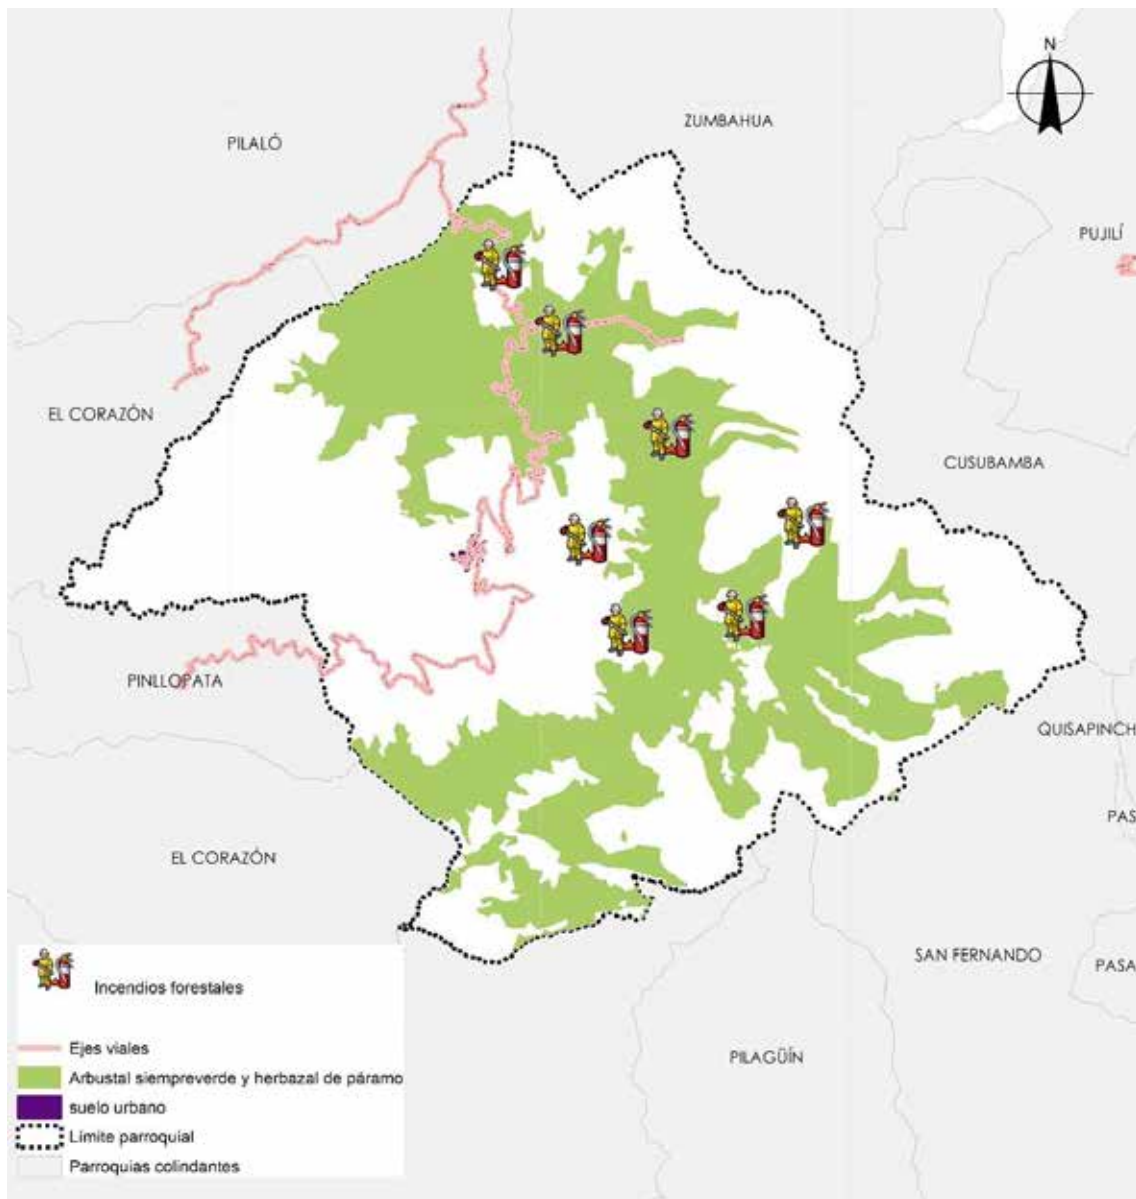 N
ZUMBAHUA
PILALÓ
PUJILÍ
EL CORAZÓN
CUSUBAMBA
PINLLOPATA
QUISAPINCH
PAS
EL CORAZÓN
SAN FERNANDO
PASA
PILAGÜÍN
Incendios forestales
Ejes viales
Arbustal siempreverde y herbazal de páramo
suelo urbano
Límite parroquial
Parroquias colindantes